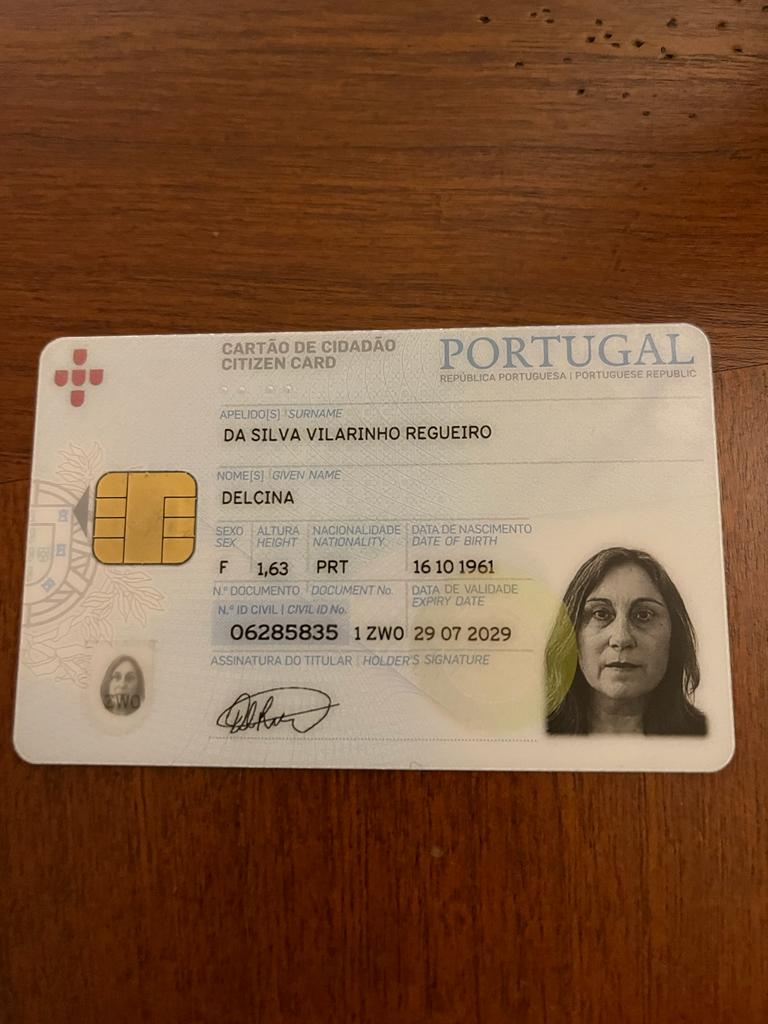 CARTÃO DE CIDADÃO
CITIZEN CARD
PORTUGAL
REPÚBLICA PORTUGUESA | PORTUGUESE REPUBLIC
APELIDO[S] | SURNAME
DA SILVA VILARINHO REGUEIRO
NOME[S] | GIVEN NAME
DELCINA
SEXO ALTURA NACIONALIDADE DATA DE NASCIMENTO
SEX HEIGHT NATIONALITY DATE OF BIRTH
F 1,63 PRT 16 10 1961
N.º DOCUMENTO | DOCUMENT No. DATA DE VALIDADE
N.º ID CIVIL | CIVIL ID No. EXPIRY DATE
06285835 1 ZWO 29 07 2029
ASSINATURA DO TITULAR | HOLDER'S SIGNATURE
ZWO